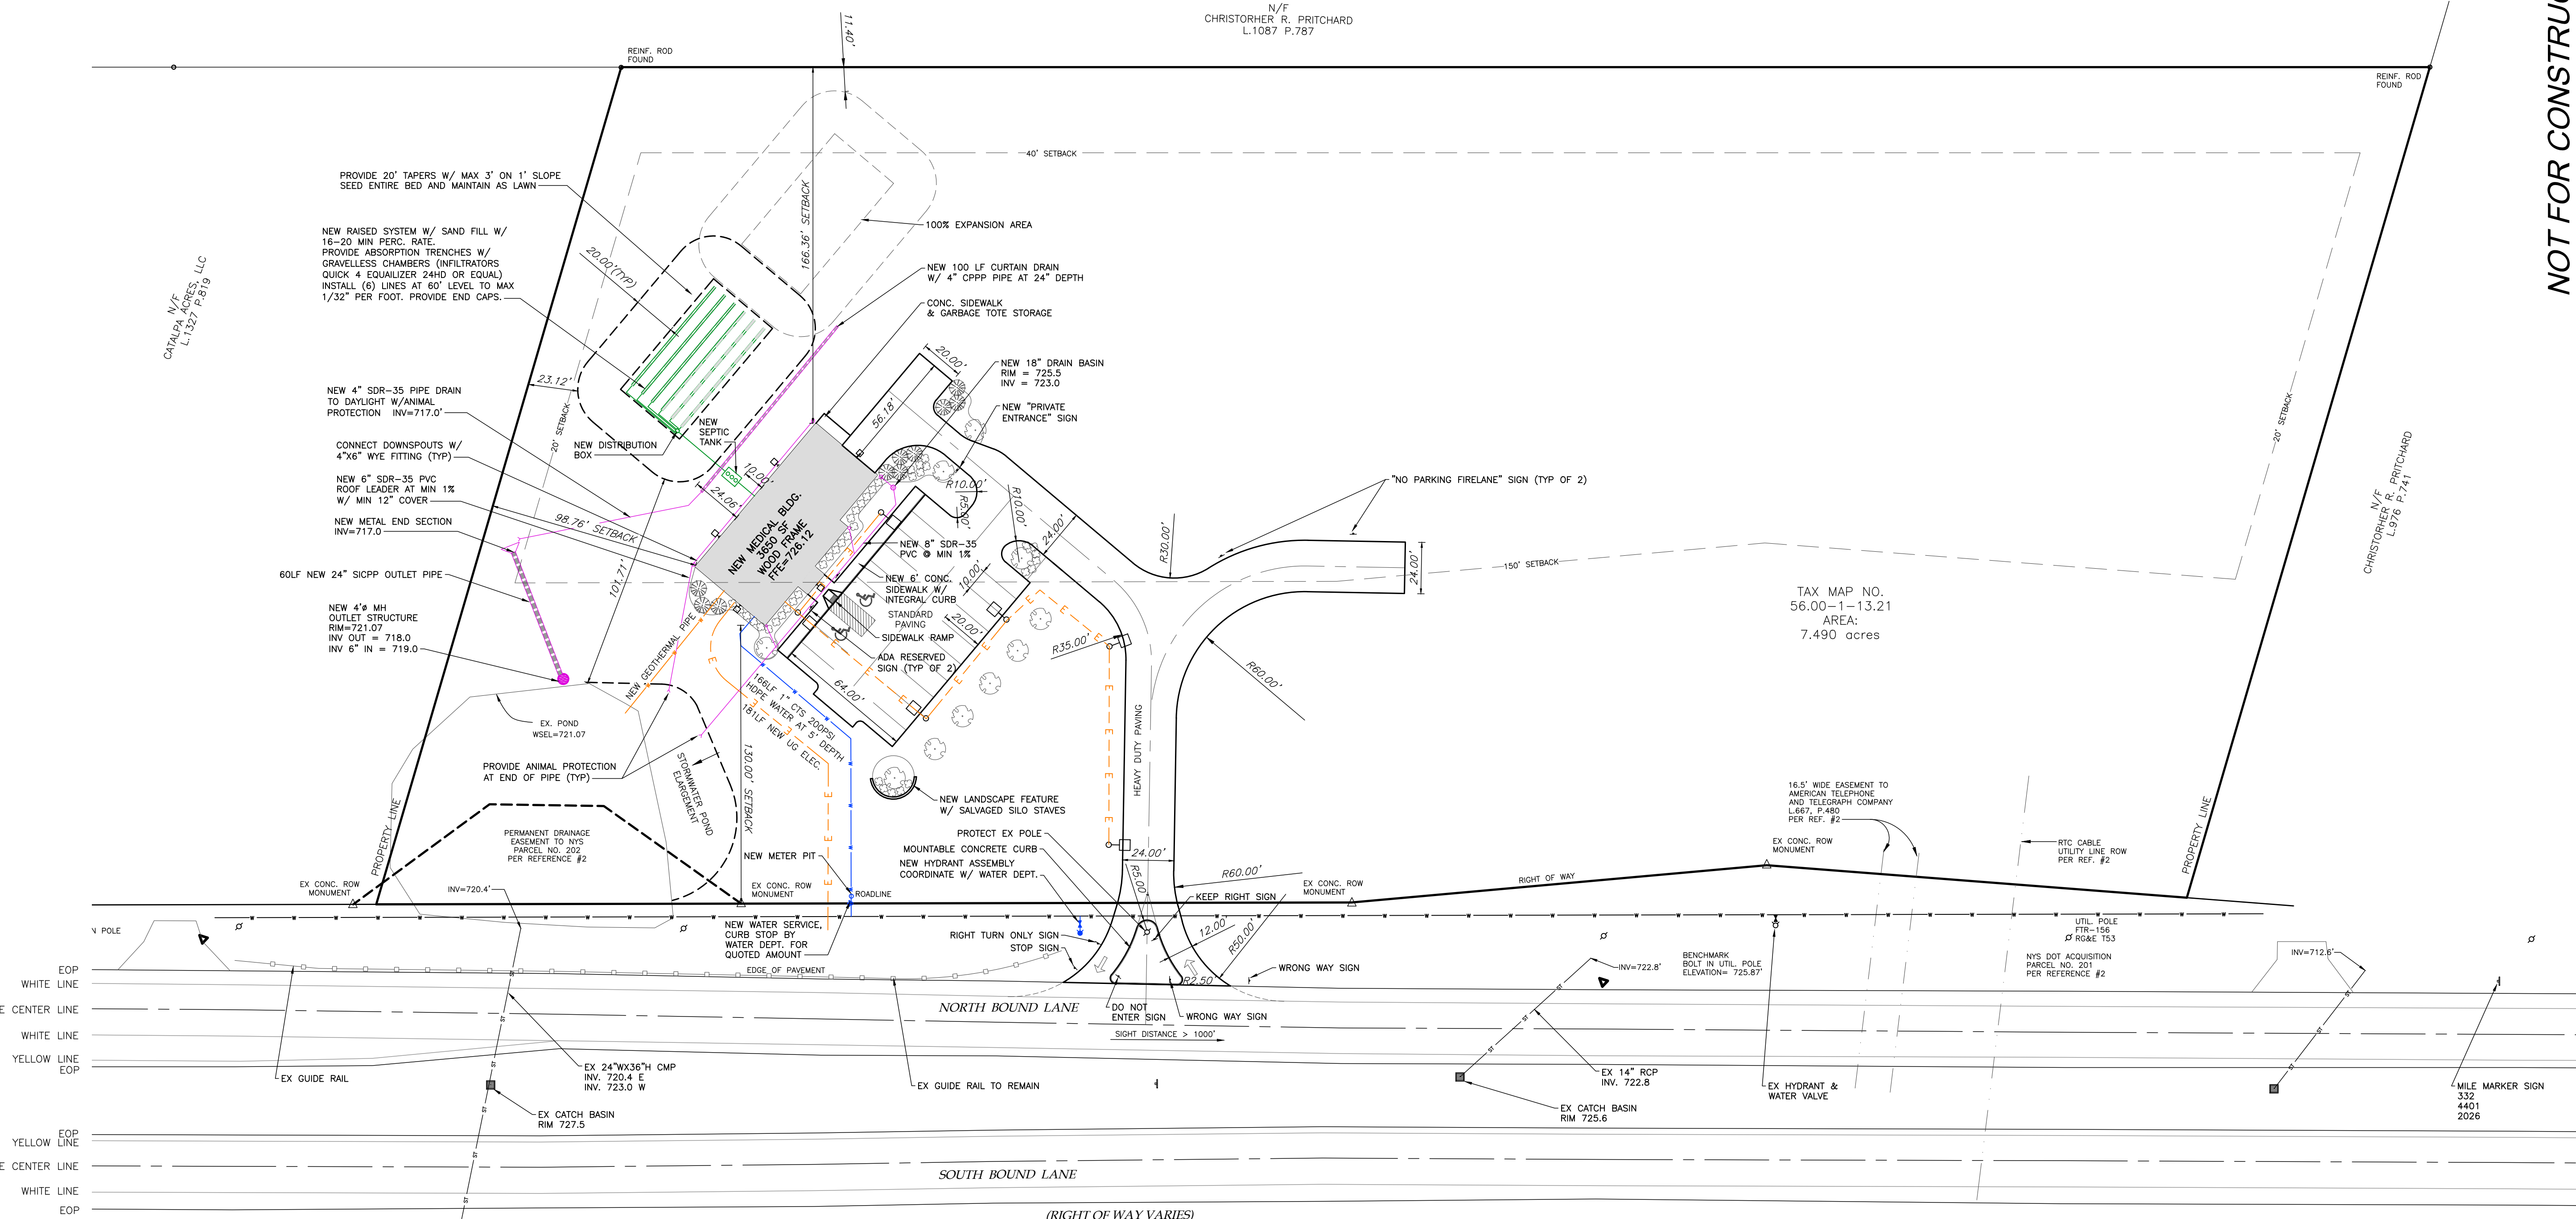 N/F
CHRISTORHER R. PRITCHARD
L.1087 P.787
11.40'
REINF. ROD
FOUND
REINF. ROD
FOUND
40' SETBACK
166.36' SETBACK
PROVIDE 20' TAPERS W/ MAX 3' ON 1' SLOPE
SEED ENTIRE BED AND MAINTAIN AS LAWN
100% EXPANSION AREA
NEW RAISED SYSTEM W/ SAND FILL W/
16-20 MIN PERC. RATE.
PROVIDE ABSORPTION TRENCHES W/
GRAVELLESS CHAMBERS (INFILTRATORS
QUICK 4 EQUAILIZER 24HD OR EQUAL)
INSTALL (6) LINES AT 60' LEVEL TO MAX
1/32" PER FOOT. PROVIDE END CAPS.
20.00'(TYP)
N/F
CATALPA ACRES, LLC
L.1327 P.819
NEW 100 LF CURTAIN DRAIN
W/ 4" CPPP PIPE AT 24" DEPTH
CONC. SIDEWALK
& GARBAGE TOTE STORAGE
20.00'
56.18'
NEW 18" DRAIN BASIN
RIM = 725.5
INV = 723.0
NEW "PRIVATE
ENTRANCE" SIGN
23.12'
20' SETBACK
NEW 4" SDR-35 PIPE DRAIN
TO DAYLIGHT W/ANIMAL
PROTECTION INV=717.0'
CONNECT DOWNSPOUTS W/
4"X6" WYE FITTING (TYP)
NEW 6" SDR-35 PVC
ROOF LEADER AT MIN 1%
W/ MIN 12" COVER
NEW METAL END SECTION
INV=717.0
60LF NEW 24" SICPP OUTLET PIPE
NEW 4'ø MH
OUTLET STRUCTURE
RIM=721.07
INV OUT = 718.0
INV 6" IN = 719.0
NEW DISTRIBUTION
BOX
NEW
SEPTIC
TANK
10.00'
24.06'
98.76' SETBACK
101.71'
NEW MEDICAL BLDG.
3650 SF
WOOD FRAME
FFE=726.12
R10.00'
R5.00'
R10.00'
24.00'
R30.00'
"NO PARKING FIRELANE" SIGN (TYP OF 2)
24.00'
150' SETBACK
20' SETBACK
N/F
CHRISTORHER R. PRITCHARD
L.976 P.741
TAX MAP NO.
56.00-1-13.21
AREA:
7.490 acres
NEW 8" SDR-35
PVC @ MIN 1%
NEW 6' CONC.
SIDEWALK W/
INTEGRAL CURB
STANDARD
PAVING
10.00'
20.00'
SIDEWALK RAMP
ADA RESERVED
SIGN (TYP OF 2)
64.00'
R35.00'
R60.00'
NEW GEOTHERMAL PIPE
166LF 1" CTS 200PSI
HDPE WATER AT 5' DEPTH
181LF NEW UG ELEC.
EX. POND
WSEL=721.07
PROVIDE ANIMAL PROTECTION
AT END OF PIPE (TYP)
STORMWATER POND
ELARGEMENT
130.00' SETBACK
HEAVY DUTY PAVING
NEW LANDSCAPE FEATURE
W/ SALVAGED SILO STAVES
PROTECT EX POLE
MOUNTABLE CONCRETE CURB
NEW HYDRANT ASSEMBLY
COORDINATE W/ WATER DEPT.
NEW METER PIT
ROADLINE
PERMANENT DRAINAGE
EASEMENT TO NYS
PARCEL NO. 202
PER REFERENCE #2
PROPERTY LINE
EX CONC. ROW
MONUMENT
INV=720.4'
EX CONC. ROW
MONUMENT
24.00'
R5.00'
R60.00'
EX CONC. ROW
MONUMENT
KEEP RIGHT SIGN
12.00'
R50.00'
R2.50'
RIGHT OF WAY
16.5' WIDE EASEMENT TO
AMERICAN TELEPHONE
AND TELEGRAPH COMPANY
L.667, P.480
PER REF. #2
EX CONC. ROW
MONUMENT
RTC CABLE
UTILITY LINE ROW
PER REF. #2
PROPERTY LINE
N POLE
NEW WATER SERVICE,
CURB STOP BY
WATER DEPT. FOR
QUOTED AMOUNT
RIGHT TURN ONLY SIGN
STOP SIGN
EDGE OF PAVEMENT
WRONG WAY SIGN
DO NOT
ENTER SIGN
WRONG WAY SIGN
SIGHT DISTANCE > 1000'
INV=722.8'
BENCHMARK
BOLT IN UTIL. POLE
ELEVATION= 725.87'
UTIL. POLE
FTR-156
RG&E T53
NYS DOT ACQUISITION
PARCEL NO. 201
PER REFERENCE #2
INV=712.6'
EOP
WHITE LINE
E CENTER LINE
WHITE LINE
YELLOW LINE
EOP
NORTH BOUND LANE
EX GUIDE RAIL
EX 24"WX36"H CMP
INV. 720.4 E
INV. 723.0 W
EX CATCH BASIN
RIM 727.5
EX GUIDE RAIL TO REMAIN
EX 14" RCP
INV. 722.8
EX CATCH BASIN
RIM 725.6
EX HYDRANT &
WATER VALVE
MILE MARKER SIGN
332
4401
2026
EOP
YELLOW LINE
E CENTER LINE
WHITE LINE
EOP
SOUTH BOUND LANE
(RIGHT OF WAY VARIES)
NOT FOR CONSTRUC